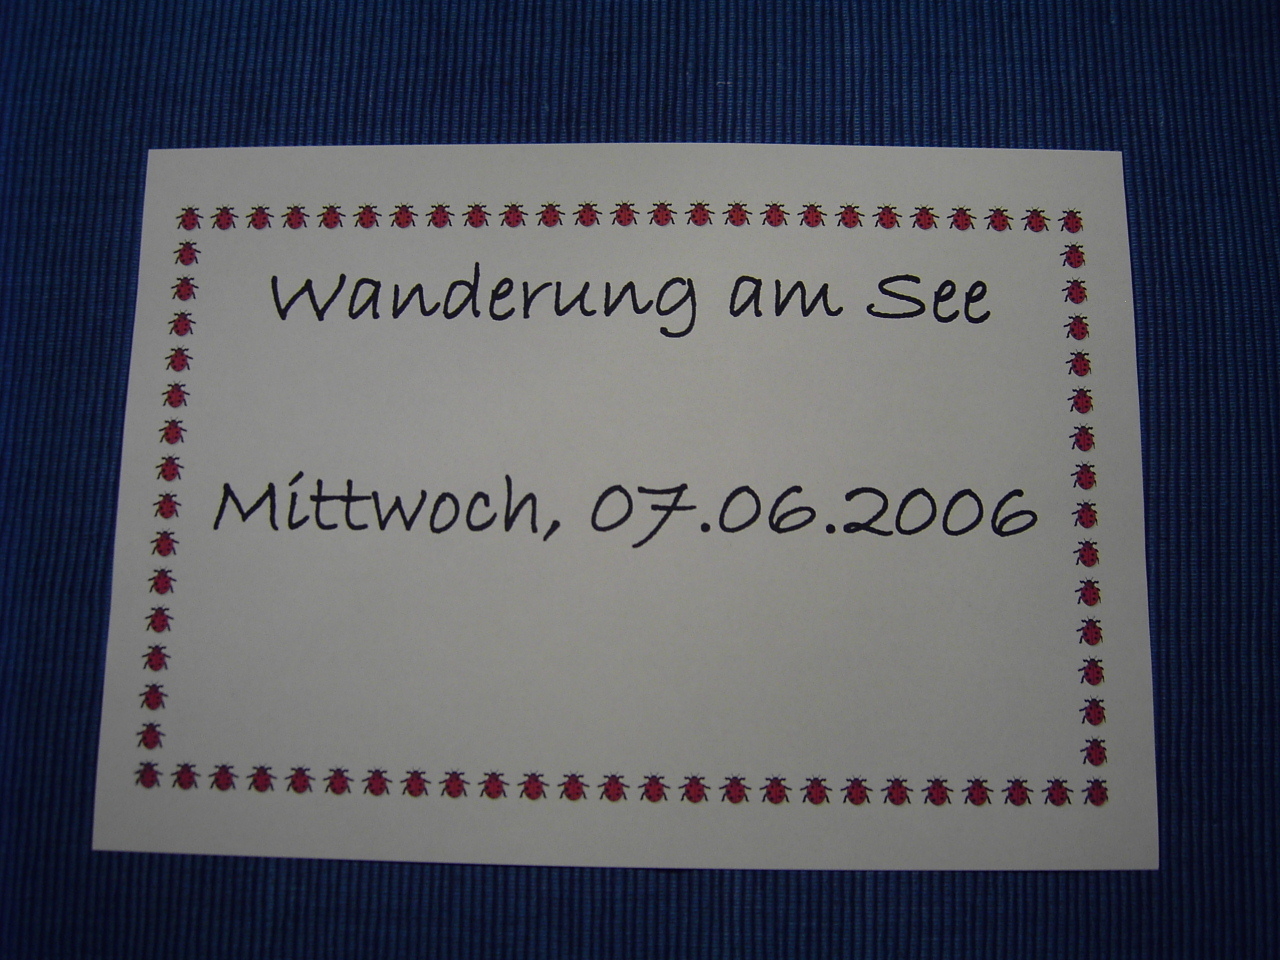 Wanderung am See
Mittwoch, 07.06.2006